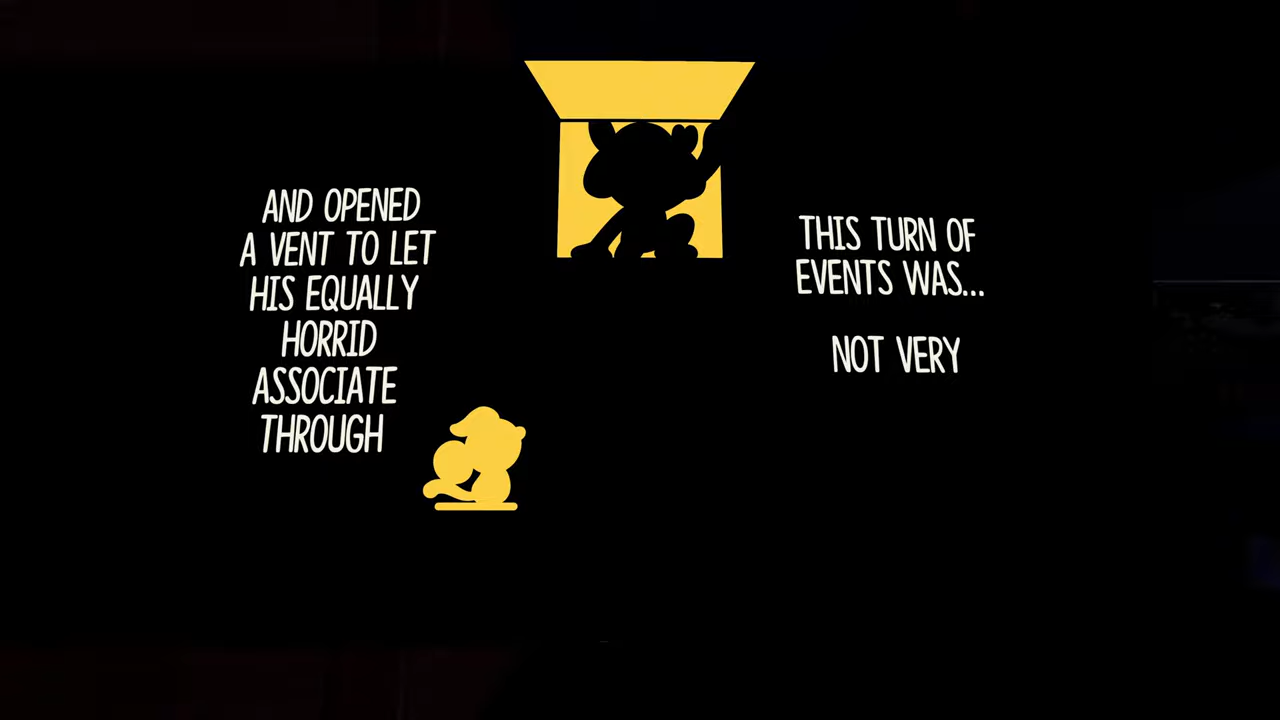 AND OPENED
A VENT TO LET
HIS EQUALLY
HORRID
ASSOCIATE
THROUGH
THIS TURN OF
EVENTS WAS...
NOT VERY